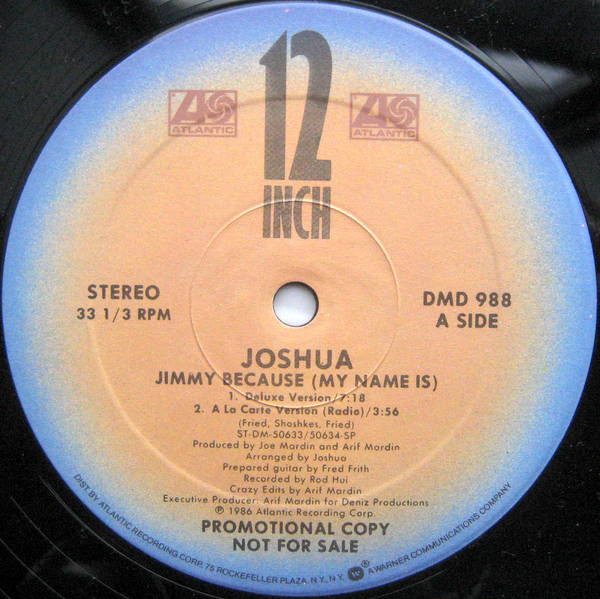 12
INCH
ATLANTIC
ATLANTIC
STEREO
33 1/3 RPM
DMD 988
A SIDE
JOSHUA
JIMMY BECAUSE (MY NAME IS)
1. Deluxe Version/7:18
2. A La Carte Version (Radio)/3:56
(Fried, Shoshkes, Fried)
ST-DM-50633/50634-SP
Produced by Joe Mardin and Arif Mardin
Arranged by Joshua
Prepared guitar by Fred Frith
Recorded by Rod Hui
Crazy Edits by Arif Mardin
Executive Producer: Arif Mardin for Deniz Productions
℗ 1986 Atlantic Recording Corp.
PROMOTIONAL COPY
NOT FOR SALE
DIST. BY ATLANTIC RECORDING CORP. 75 ROCKEFELLER PLAZA, N.Y., N.Y. ® A WARNER COMMUNICATIONS COMPANY